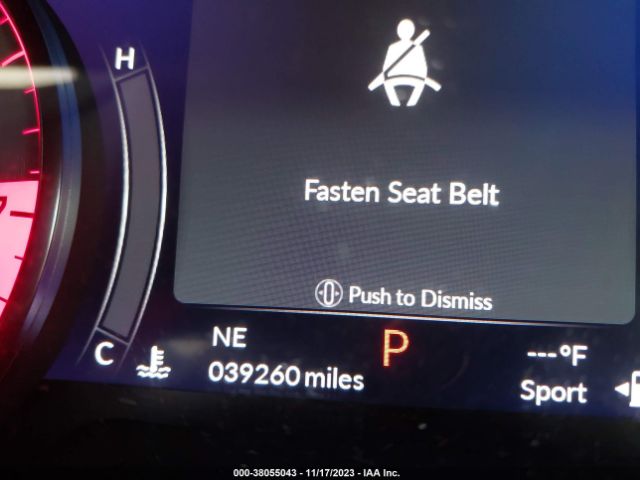 H
Fasten Seat Belt
Push to Dismiss
C
NE
P
---°F
039260 miles
Sport
000-38055043 - 11/17/2023 - IAA Inc.